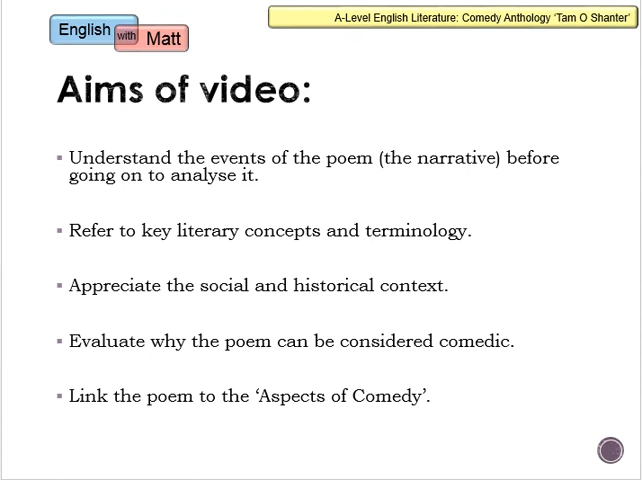 English with Matt
A-Level English Literature: Comedy Anthology 'Tam O Shanter'
Aims of video:
▪ Understand the events of the poem (the narrative) before
going on to analyse it.
▪ Refer to key literary concepts and terminology.
▪ Appreciate the social and historical context.
▪ Evaluate why the poem can be considered comedic.
▪ Link the poem to the ‘Aspects of Comedy’.